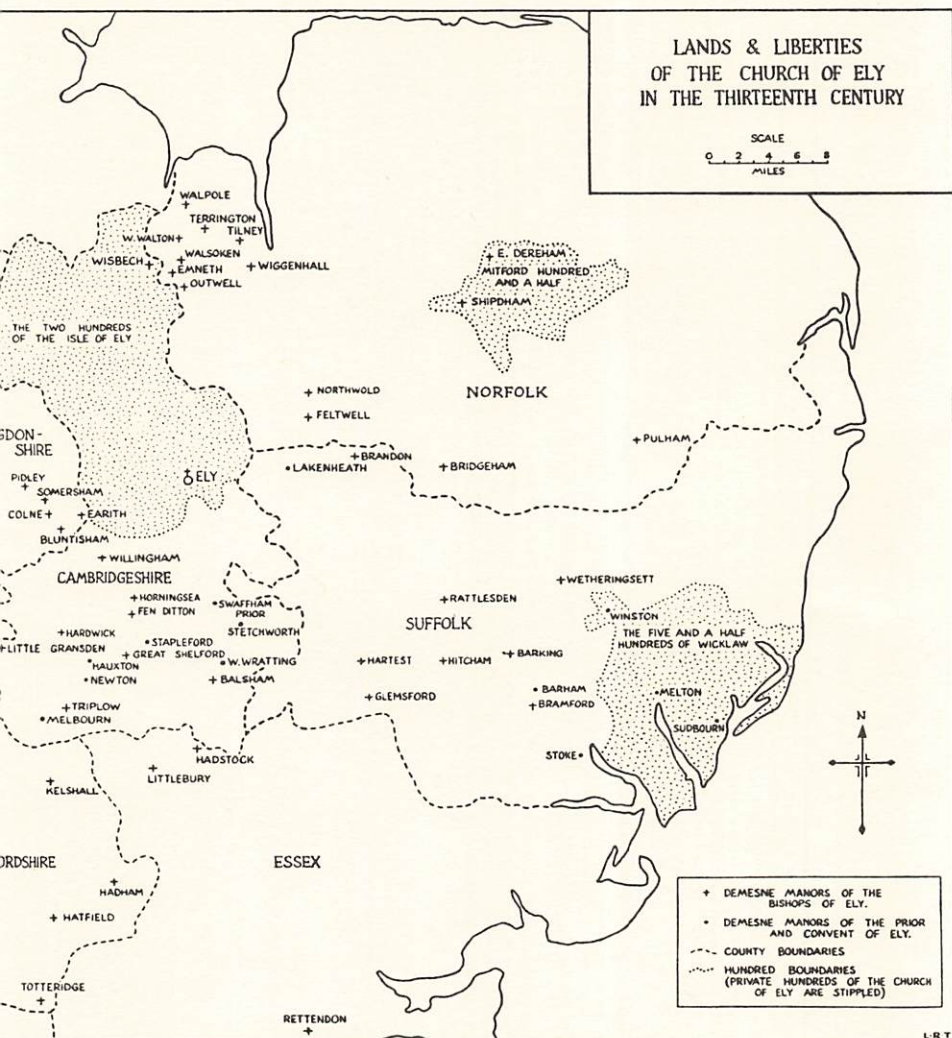 LANDS & LIBERTIES
OF THE CHURCH OF ELY
IN THE THIRTEENTH CENTURY
SCALE
0 2 4 6 8
MILES
WALPOLE
TERRINGTON
TILNEY
W. WALTON
WALSOKEN
WISBECH
EMNETH
WIGGENHALL
OUTWELL
E. DEREHAM
MITFORD HUNDRED
AND A HALF
SHIPDHAM
THE TWO HUNDREDS
OF THE ISLE OF ELY
NORTHWOLD
NORFOLK
FELTWELL
GDON-
SHIRE
PULHAM
BRANDON
LAKENHEATH
BRIDGEHAM
PIDLEY
ELY
SOMERSHAM
COLNE
EARITH
BLUNTISHAM
WILLINGHAM
CAMBRIDGESHIRE
WETHERINGSETT
HORNINGSEA
SWAFFHAM
PRIOR
FEN DITTON
RATTLESDEN
WINSTON
STETCHWORTH
SUFFOLK
HARDWICK
THE FIVE AND A HALF
HUNDREDS OF WICKLAW
LITTLE GRANSDEN
STAPLEFORD
GREAT SHELFORD
HAUXTON
W. WRATTING
HARTEST
HITCHAM
BARKING
NEWTON
BALSHAM
BARHAM
MELTON
GLEMSFORD
BRAMFORD
TRIPLOW
MELBOURN
SUDBOURN
N
HADSTOCK
STOKE
LITTLEBURY
KELSHALL
ORDSHIRE
ESSEX
HADHAM
HATFIELD
TOTTERIDGE
RETTENDON
DEMESNE MANORS OF THE
BISHOPS OF ELY.
DEMESNE MANORS OF THE PRIOR
AND CONVENT OF ELY.
COUNTY BOUNDARIES
HUNDRED BOUNDARIES
(PRIVATE HUNDREDS OF THE CHURCH
OF ELY ARE STIPPLED)
L.R.T